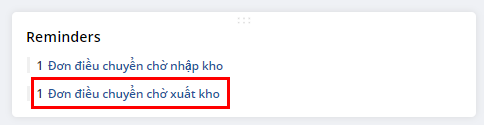 Reminders
1 Đơn điều chuyển chờ nhập kho
1 Đơn điều chuyển chờ xuất kho